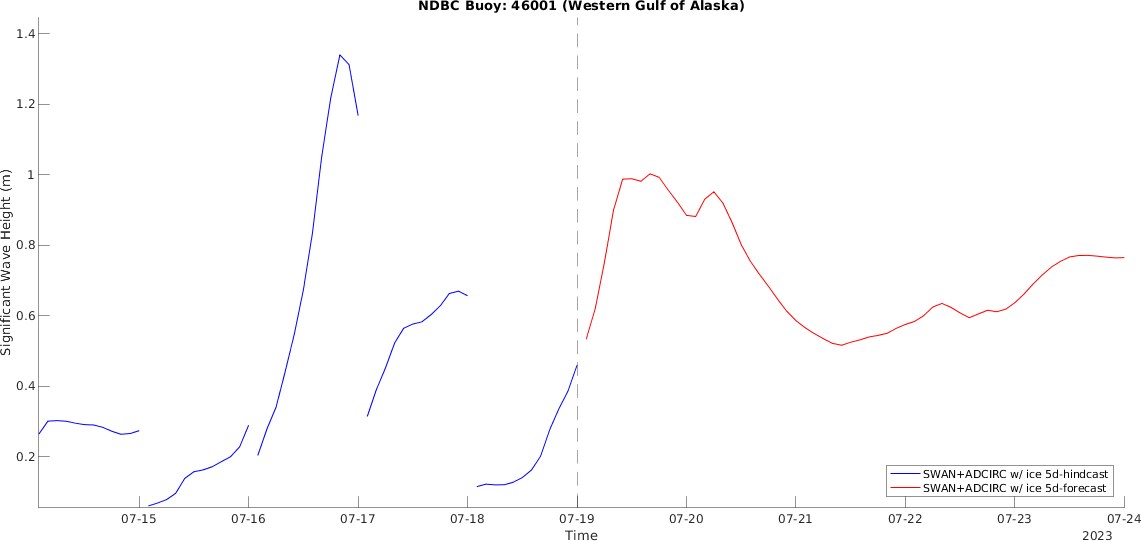 NDBC Buoy: 46001 (Western Gulf of Alaska)
Significant Wave Height (m)
1.4
1.2
1
0.8
0.6
0.4
0.2
SWAN+ADCIRC w/ ice 5d-hindcast
SWAN+ADCIRC w/ ice 5d-forecast
07-15 07-16 07-17 07-18 07-19 07-20 07-21 07-22 07-23 07-24
Time
2023